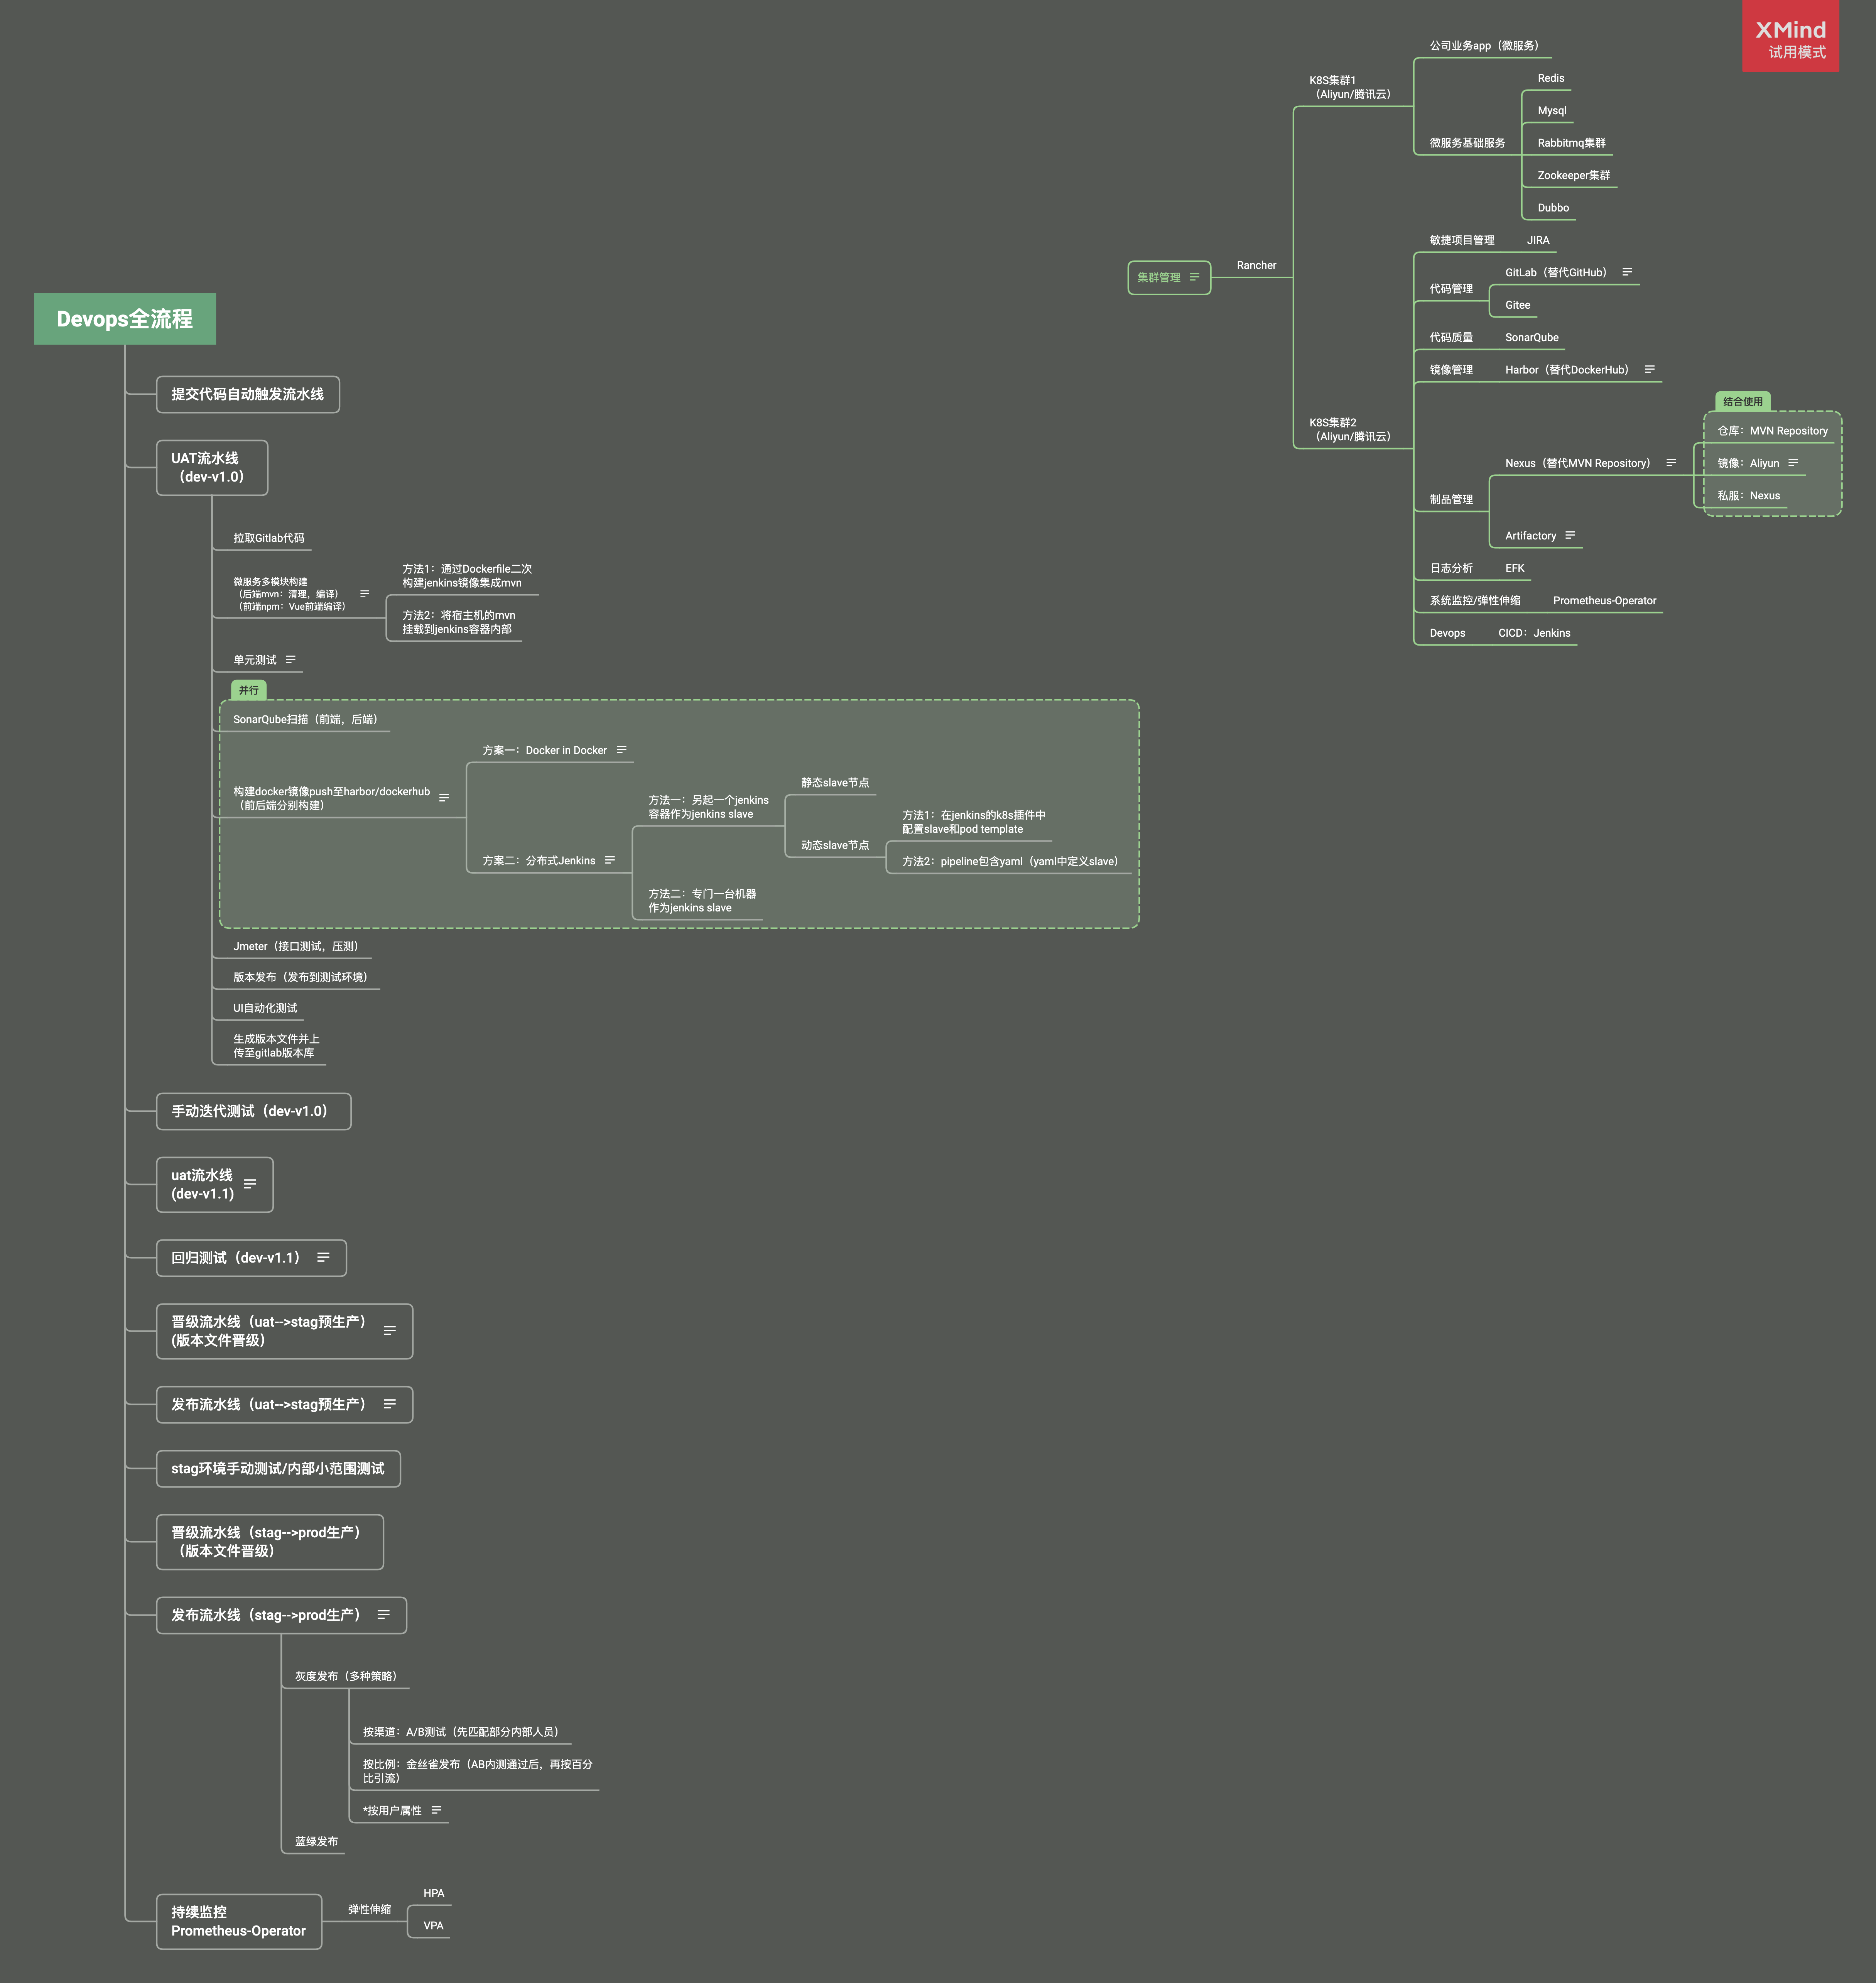 XMind
试用模式
Devops全流程
提交代码自动触发流水线
UAT流水线
（dev-v1.0）
拉取Gitlab代码
微服务多模块构建
（后端mvn：清理，编译）
（前端npm：Vue前端编译）
方法1：通过Dockerfile二次
构建jenkins镜像集成mvn
方法2：将宿主机的mvn
挂载到jenkins容器内部
单元测试
并行
SonarQube扫描（前端，后端）
构建docker镜像push至harbor/dockerhub
（前后端分别构建）
方案一：Docker in Docker
方案二：分布式Jenkins
方法一：另起一个jenkins
容器作为jenkins slave
静态slave节点
动态slave节点
方法1：在jenkins的k8s插件中
配置slave和pod template
方法2：pipeline包含yaml（yaml中定义slave）
方法二：专门一台机器
作为jenkins slave
Jmeter（接口测试，压测）
版本发布（发布到测试环境）
UI自动化测试
生成版本文件并上
传至gitlab版本库
手动迭代测试（dev-v1.0）
uat流水线
(dev-v1.1)
回归测试（dev-v1.1）
晋级流水线（uat-->stag预生产）
(版本文件晋级）
发布流水线（uat-->stag预生产）
stag环境手动测试/内部小范围测试
晋级流水线（stag-->prod生产）
（版本文件晋级）
发布流水线（stag-->prod生产）
灰度发布（多种策略）
按渠道：A/B测试（先匹配部分内部人员）
按比例：金丝雀发布（AB内测通过后，再按百分
比引流）
*按用户属性
蓝绿发布
持续监控
Prometheus-Operator
弹性伸缩
HPA
VPA
集群管理
Rancher
K8S集群1
（Aliyun/腾讯云）
公司业务app（微服务）
微服务基础服务
Redis
Mysql
Rabbitmq集群
Zookeeper集群
Dubbo
K8S集群2
（Aliyun/腾讯云）
敏捷项目管理
JIRA
代码管理
GitLab（替代GitHub）
Gitee
代码质量
SonarQube
镜像管理
Harbor（替代DockerHub）
制品管理
Nexus（替代MVN Repository）
结合使用
仓库：MVN Repository
镜像：Aliyun
私服：Nexus
Artifactory
日志分析
EFK
系统监控/弹性伸缩
Prometheus-Operator
Devops
CICD：Jenkins